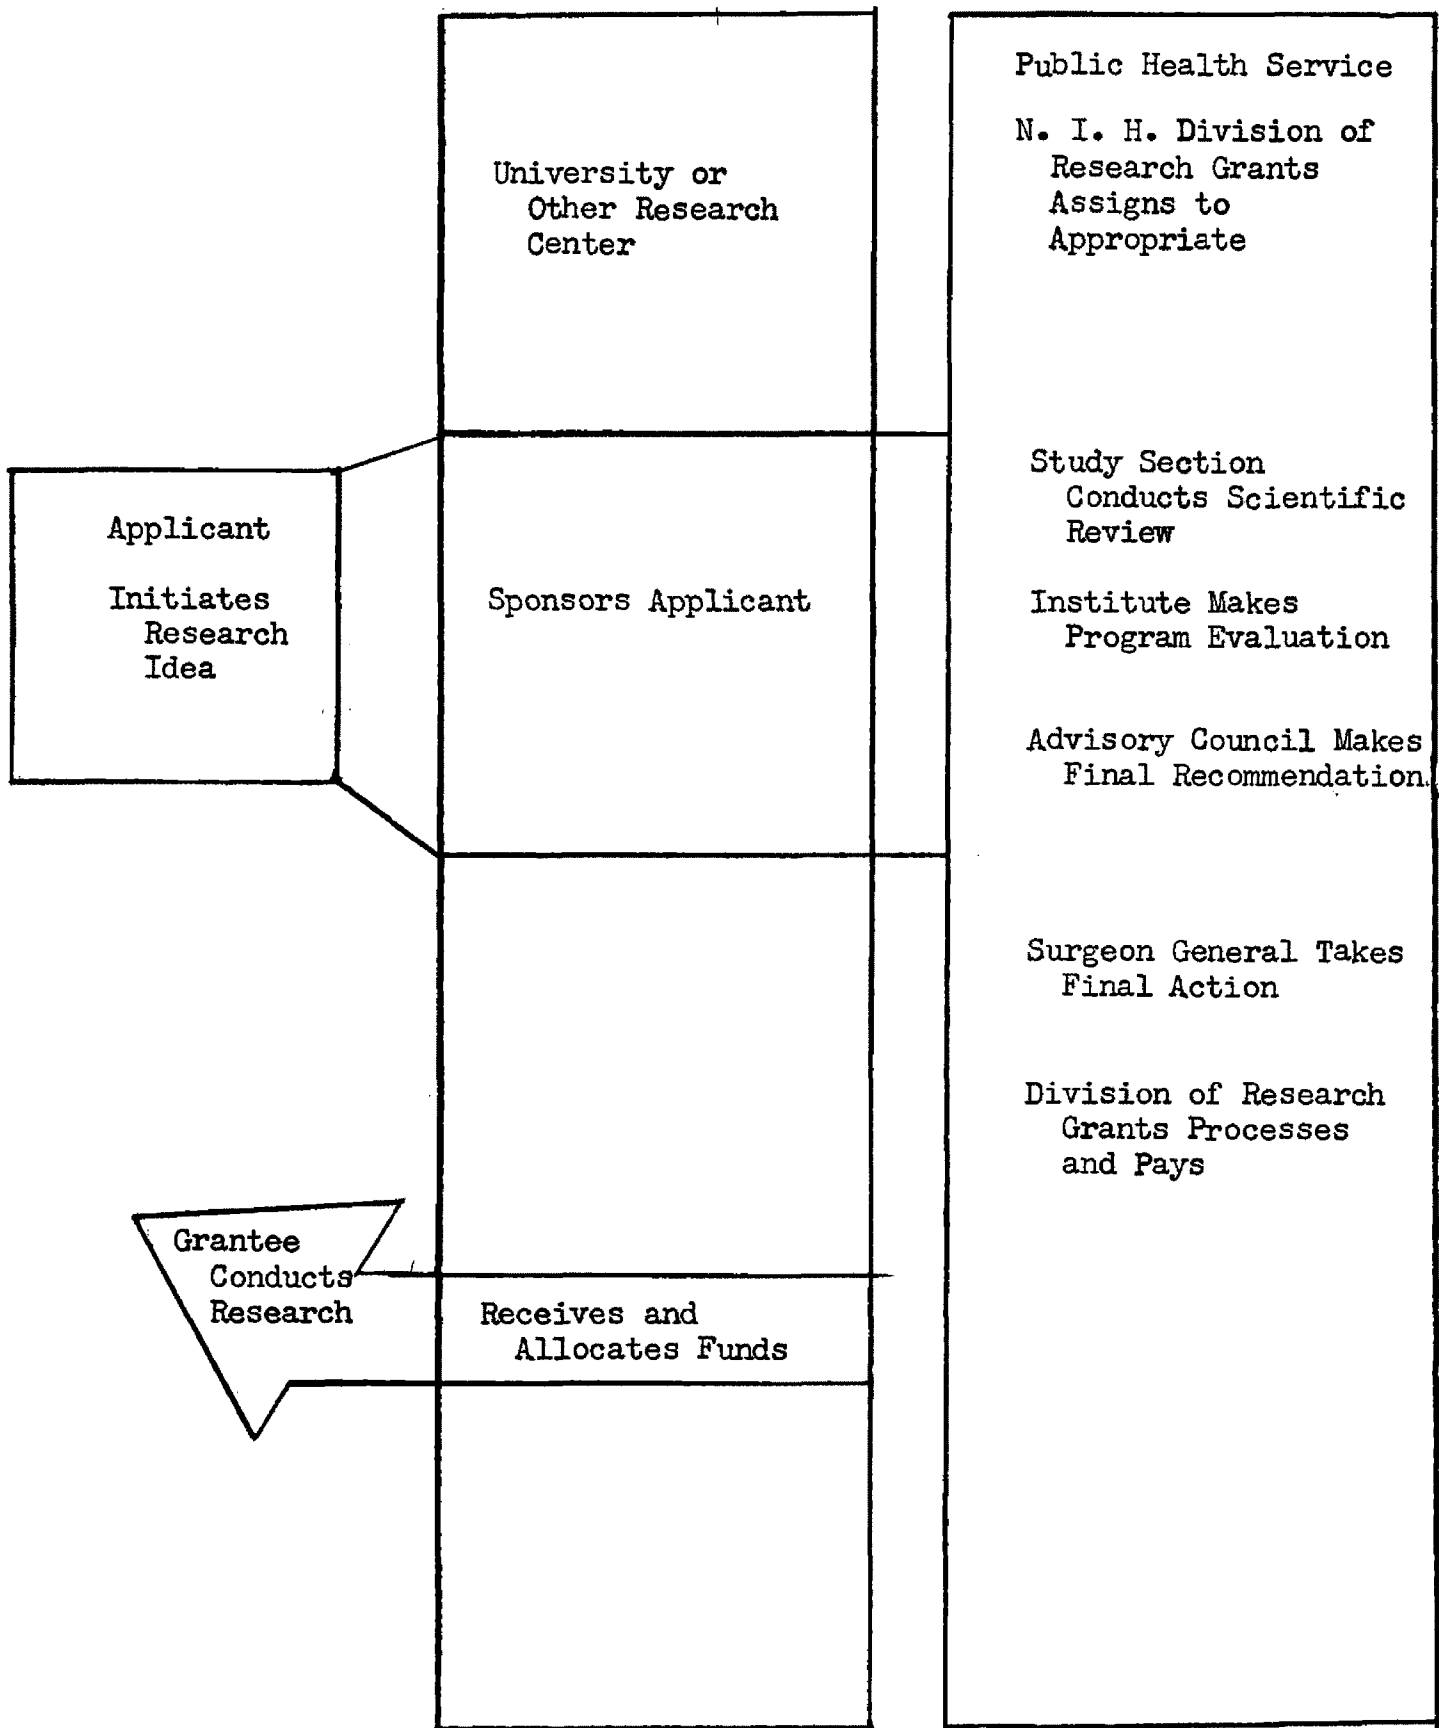 Public Health Service
N. I. H. Division of
Research Grants
Assigns to
Appropriate
University or
Other Research
Center
Study Section
Conducts Scientific
Review
Applicant
Initiates
Research
Idea
Sponsors Applicant
Institute Makes
Program Evaluation
Advisory Council Makes
Final Recommendation.
Surgeon General Takes
Final Action
Division of Research
Grants Processes
and Pays
Grantee
Conducts
Research
Receives and
Allocates Funds